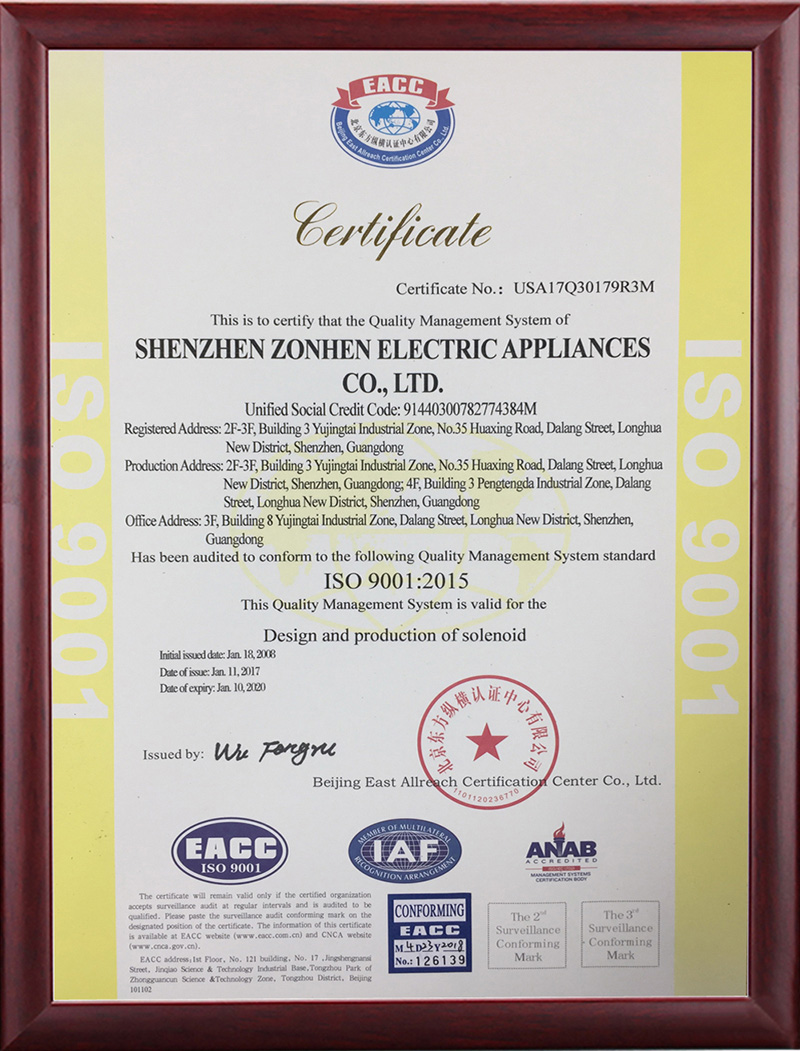 EACC
北京东方纵横认证中心有限公司
Beijing East Allreach Certification Center Co., Ltd.
Certificate
Certificate No.: USA17Q30179R3M
This is to certify that the Quality Management System of
SHENZHEN ZONHEN ELECTRIC APPLIANCES
CO., LTD.
Unified Social Credit Code: 91440300782774384M
Registered Address: 2F-3F, Building 3 Yujingtai Industrial Zone, No.35 Huaxing Road, Dalang Street, Longhua
New District, Shenzhen, Guangdong
Production Address: 2F-3F, Building 3 Yujingtai Industrial Zone, No.35 Huaxing Road, Dalang Street, Longhua
New District, Shenzhen, Guangdong; 4F, Building 3 Pengtengda Industrial Zone, Dalang
Street, Longhua New District, Shenzhen, Guangdong
Office Address: 3F, Building 8 Yujingtai Industrial Zone, Dalang Street, Longhua New District, Shenzhen,
Guangdong
Has been audited to conform to the following Quality Management System standard
ISO 9001:2015
This Quality Management System is valid for the
Design and production of solenoid
Initial issued date: Jan. 18, 2008
Date of issue: Jan. 11, 2017
Date of expiry: Jan. 10, 2020
ISO 9001
ISO 9001
北京东方纵横认证中心有限公司
1101120236770
Issued by:
Beijing East Allreach Certification Center Co., Ltd.
EACC
ISO 9001
MEMBER OF MULTILATERAL
IAF
RECOGNITION ARRANGEMENT
ANAB
ACCREDITED
MANAGEMENT SYSTEMS
CERTIFICATION BODY
The certificate will remain valid only if the certified organization
accepts surveillance audit at regular intervals and is audited to be
qualified. Please paste the surveillance audit conforming mark on the
designated position of the certificate. The information of this certificate
is available at EACC website (www.eacc.com.cn) and CNCA website
(www.cnca.gov.cn).
EACC address:1st Floor, No. 121 building, No. 17 ,Jingshengnansi
Street, Jinqiao Science & Technology Industrial Base,Tongzhou Park of
Zhongguancun Science &Technology Zone, Tongzhou District, Beijing
101102
CONFORMING
EACC
M 4 D23 Y2018
No.: 126139
The 2nd
Surveillance
Conforming
Mark
The 3rd
Surveillance
Conforming
Mark